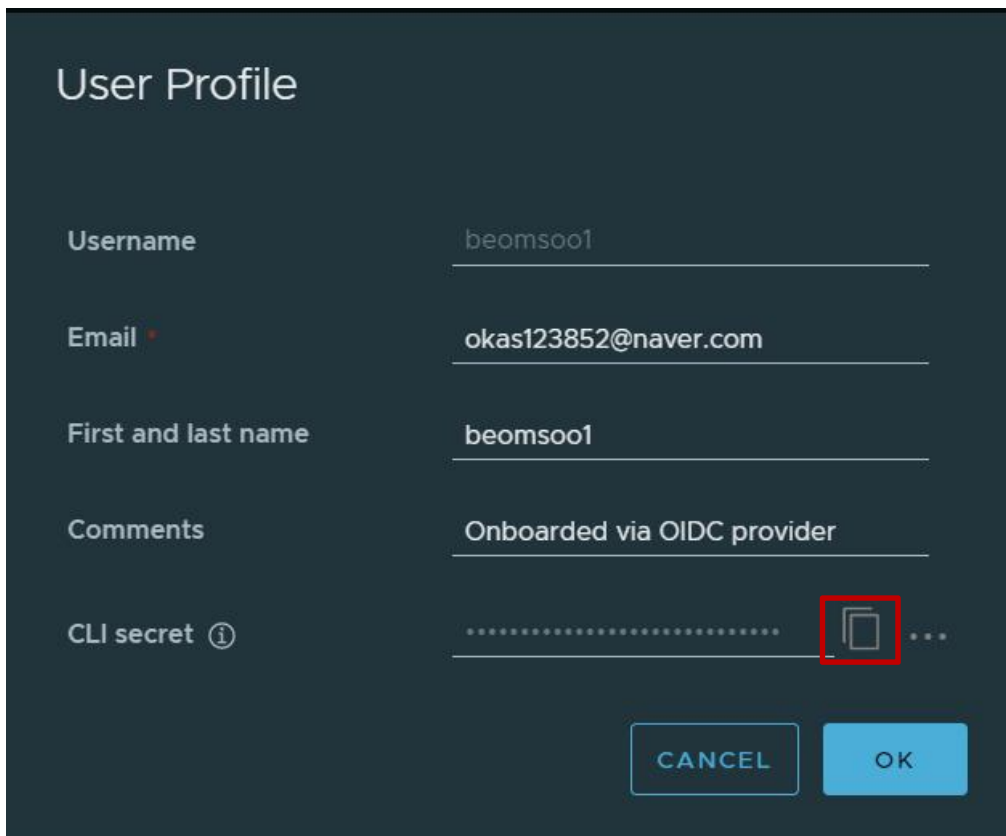 User Profile
Username beomsoo1
Email * okas123852@naver.com
First and last name beomsoo1
Comments Onboarded via OIDC provider
CLI secret ⓘ ••••••••••••••••••••••••••••• •••
CANCEL OK